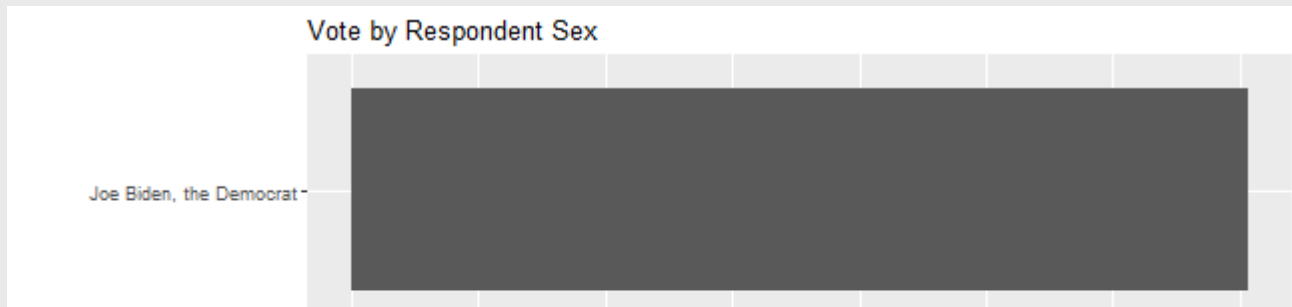 Vote by Respondent Sex
Joe Biden, the Democrat